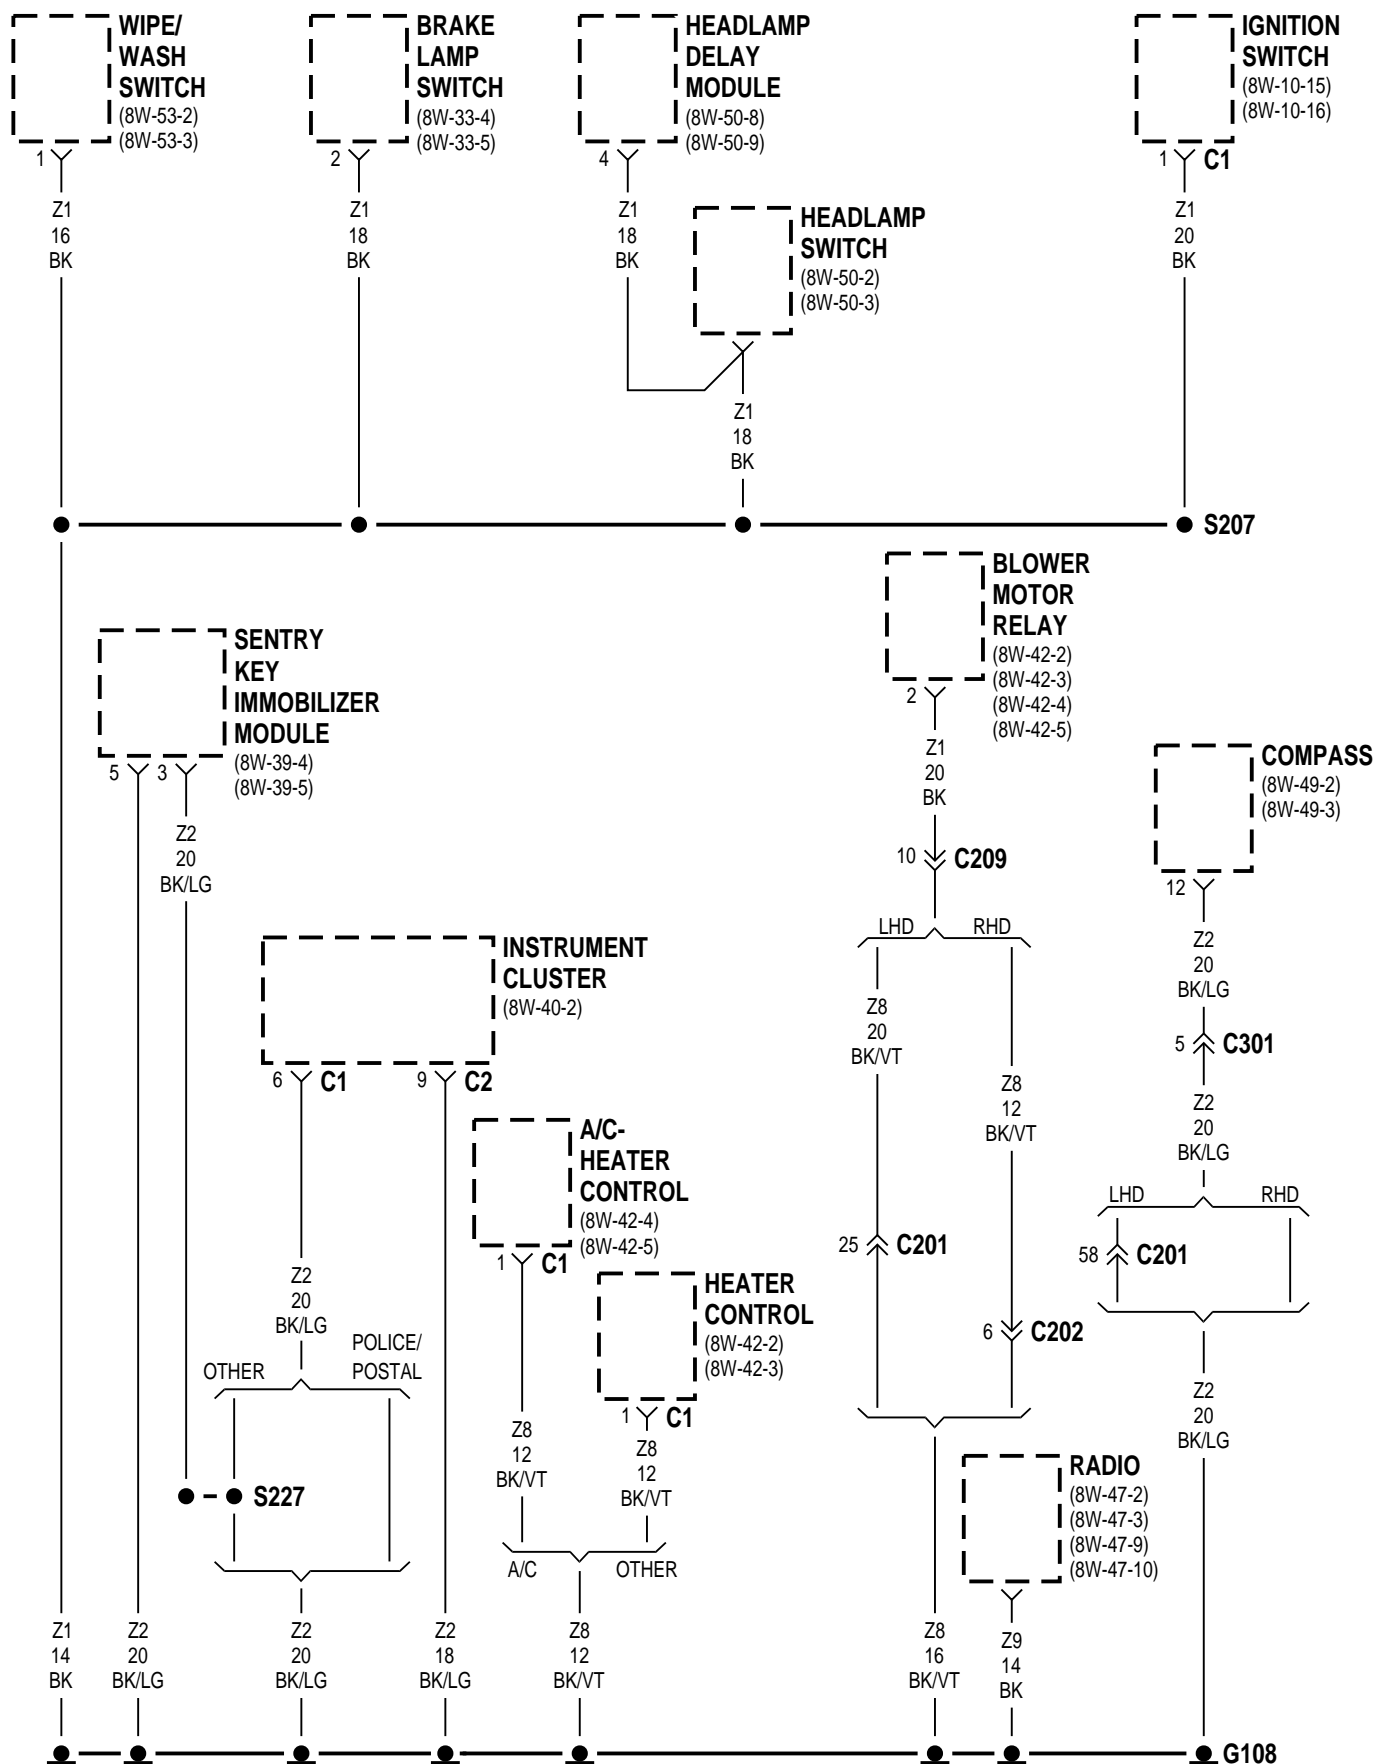 WIPE/
WASH
SWITCH
(8W-53-2)
(8W-53-3)
1
Z1
16
BK
BRAKE
LAMP
SWITCH
(8W-33-4)
(8W-33-5)
2
Z1
18
BK
HEADLAMP
DELAY
MODULE
(8W-50-8)
(8W-50-9)
4
Z1
18
BK
HEADLAMP
SWITCH
(8W-50-2)
(8W-50-3)
Z1
18
BK
IGNITION
SWITCH
(8W-10-15)
(8W-10-16)
1 C1
Z1
20
BK
S207
SENTRY
KEY
IMMOBILIZER
MODULE
(8W-39-4)
(8W-39-5)
5 3
Z2
20
BK/LG
BLOWER
MOTOR
RELAY
(8W-42-2)
(8W-42-3)
(8W-42-4)
(8W-42-5)
2
Z1
20
BK
10 C209
LHD RHD
Z8
20
BK/VT
Z8
12
BK/VT
25 C201
6 C202
COMPASS
(8W-49-2)
(8W-49-3)
12
Z2
20
BK/LG
5 C301
Z2
20
BK/LG
LHD RHD
58 C201
Z2
20
BK/LG
INSTRUMENT
CLUSTER
(8W-40-2)
6 C1 9 C2
Z2
20
BK/LG
OTHER
POLICE/
POSTAL
S227
A/C-
HEATER
CONTROL
(8W-42-4)
(8W-42-5)
1 C1
Z8
12
BK/VT
HEATER
CONTROL
(8W-42-2)
(8W-42-3)
1 C1
Z8
12
BK/VT
A/C OTHER
RADIO
(8W-47-2)
(8W-47-3)
(8W-47-9)
(8W-47-10)
Z1
14
BK
Z2
20
BK/LG
Z2
20
BK/LG
Z2
18
BK/LG
Z8
12
BK/VT
Z8
16
BK/VT
Z9
14
BK
G108